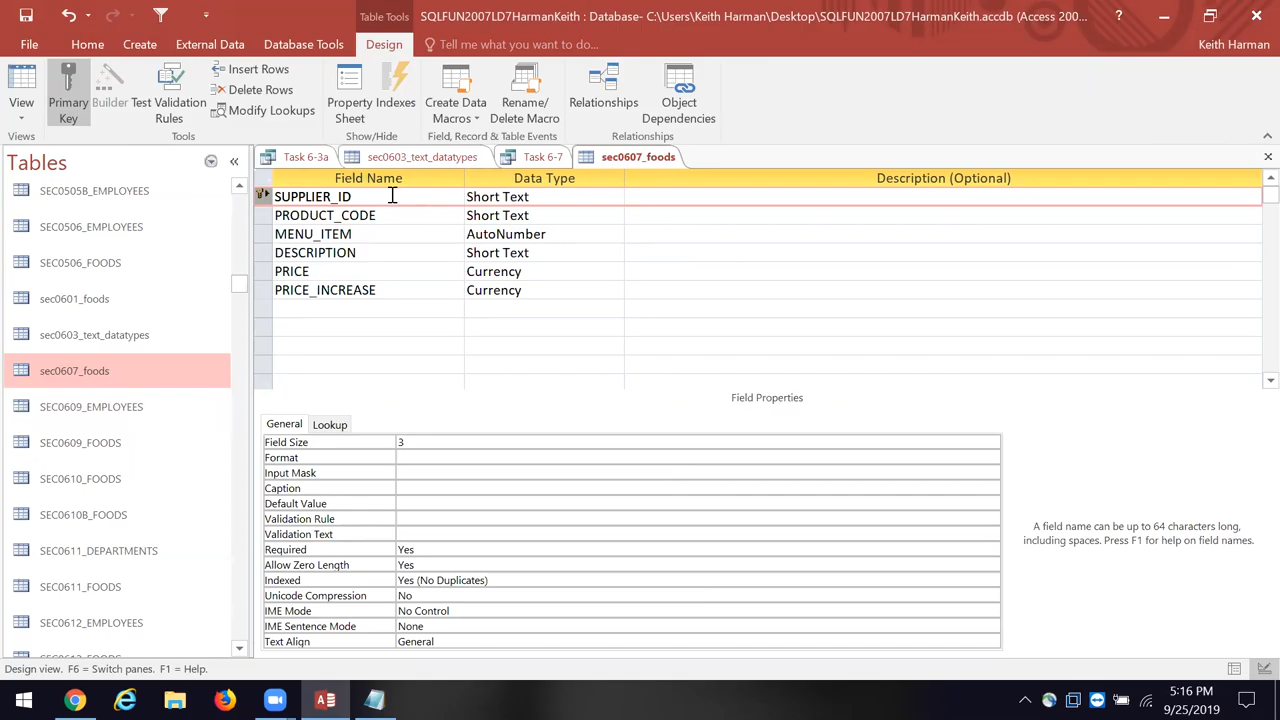 Table Tools
SQLFUN2007LD7HarmanKeith : Database- C:\Users\Keith Harman\Desktop\SQLFUN2007LD7HarmanKeith.accdb (Access 200...
?
File
Home
Create
External Data
Database Tools
Design
Tell me what you want to do...
Keith Harman
View
Primary Key
Builder
Test Validation Rules
Insert Rows
Delete Rows
Modify Lookups
Property Sheet
Indexes
Create Data Macros
Rename/ Delete Macro
Relationships
Object Dependencies
Views
Tools
Show/Hide
Field, Record & Table Events
Relationships
Tables
SEC0505B_EMPLOYEES
SEC0506_EMPLOYEES
SEC0506_FOODS
sec0601_foods
sec0603_text_datatypes
sec0607_foods
SEC0609_EMPLOYEES
SEC0609_FOODS
SEC0610_FOODS
SEC0610B_FOODS
SEC0611_DEPARTMENTS
SEC0611_FOODS
SEC0612_EMPLOYEES
Task 6-3a
sec0603_text_datatypes
Task 6-7
sec0607_foods
Field Name Data Type Description (Optional)
SUPPLIER_ID Short Text
PRODUCT_CODE Short Text
MENU_ITEM AutoNumber
DESCRIPTION Short Text
PRICE Currency
PRICE_INCREASE Currency
Field Properties
General Lookup
Field Size 3
Format
Input Mask
Caption
Default Value
Validation Rule
Validation Text
Required Yes
Allow Zero Length Yes
Indexed Yes (No Duplicates)
Unicode Compression No
IME Mode No Control
IME Sentence Mode None
Text Align General
A field name can be up to 64 characters long,
including spaces. Press F1 for help on field names.
Design view. F6 = Switch panes. F1 = Help.
5:16 PM
9/25/2019